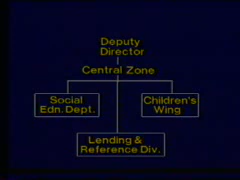 Deputy
Director
Central Zone
Social
Edn. Dept.
Children's
Wing
Lending &
Reference Div.